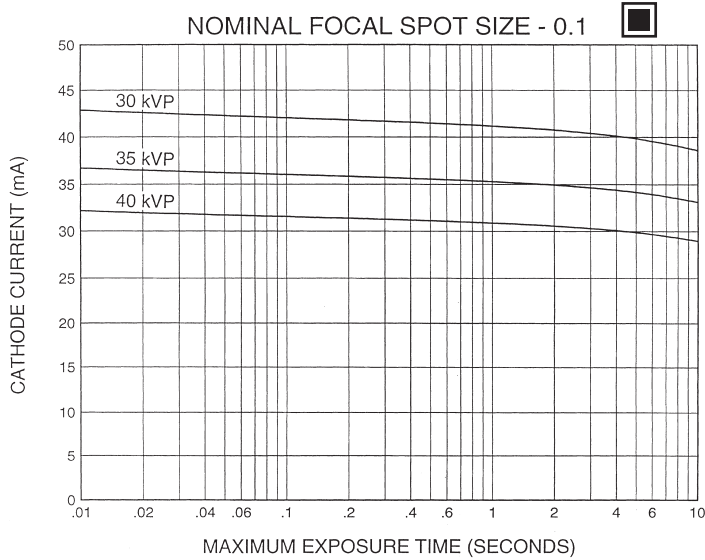 NOMINAL FOCAL SPOT SIZE - 0.1
50
45
30 kVP
40
35 kVP
35
40 kVP
30
25
20
15
10
5
0
CATHODE CURRENT (mA)
.01 .02 .04 .06 .1 .2 .4 .6 1 2 4 6 10
MAXIMUM EXPOSURE TIME (SECONDS)